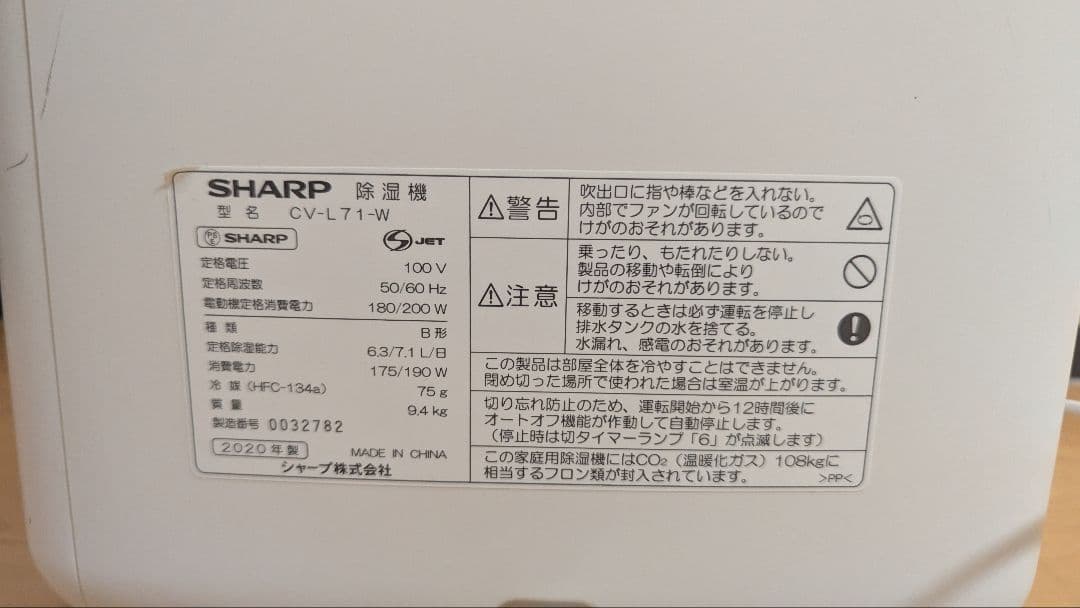 SHARP 除湿機
型名 CV-L71-W
PSE SHARP
S JET
定格電圧 100 V
定格周波数 50/60 Hz
電動機定格消費電力 180/200 W
種類 B形
定格除湿能力 6.3/7.1 L/日
消費電力 175/190 W
冷媒 (HFC-134a) 75 g
質量 9.4 kg
製造番号 0032782
2020年製 MADE IN CHINA
シャープ株式会社
警告
吹出口に指や棒などを入れない。
内部でファンが回転しているので
けがのおそれがあります。
注意
乗ったり、もたれたりしない。
製品の移動や転倒により
けがのおそれがあります。
移動するときは必ず運転を停止し
排水タンクの水を捨てる。
水漏れ、感電のおそれがあります。
この製品は部屋全体を冷やすことはできません。
閉め切った場所で使われた場合は室温が上がります。
切り忘れ防止のため、運転開始から12時間後に
オートオフ機能が作動して自動停止します。
(停止時は切タイマーランプ「6」が点滅します)
この家庭用除湿機にはCO₂(温暖化ガス)108kgに
相当するフロン類が封入されています。
>PP<